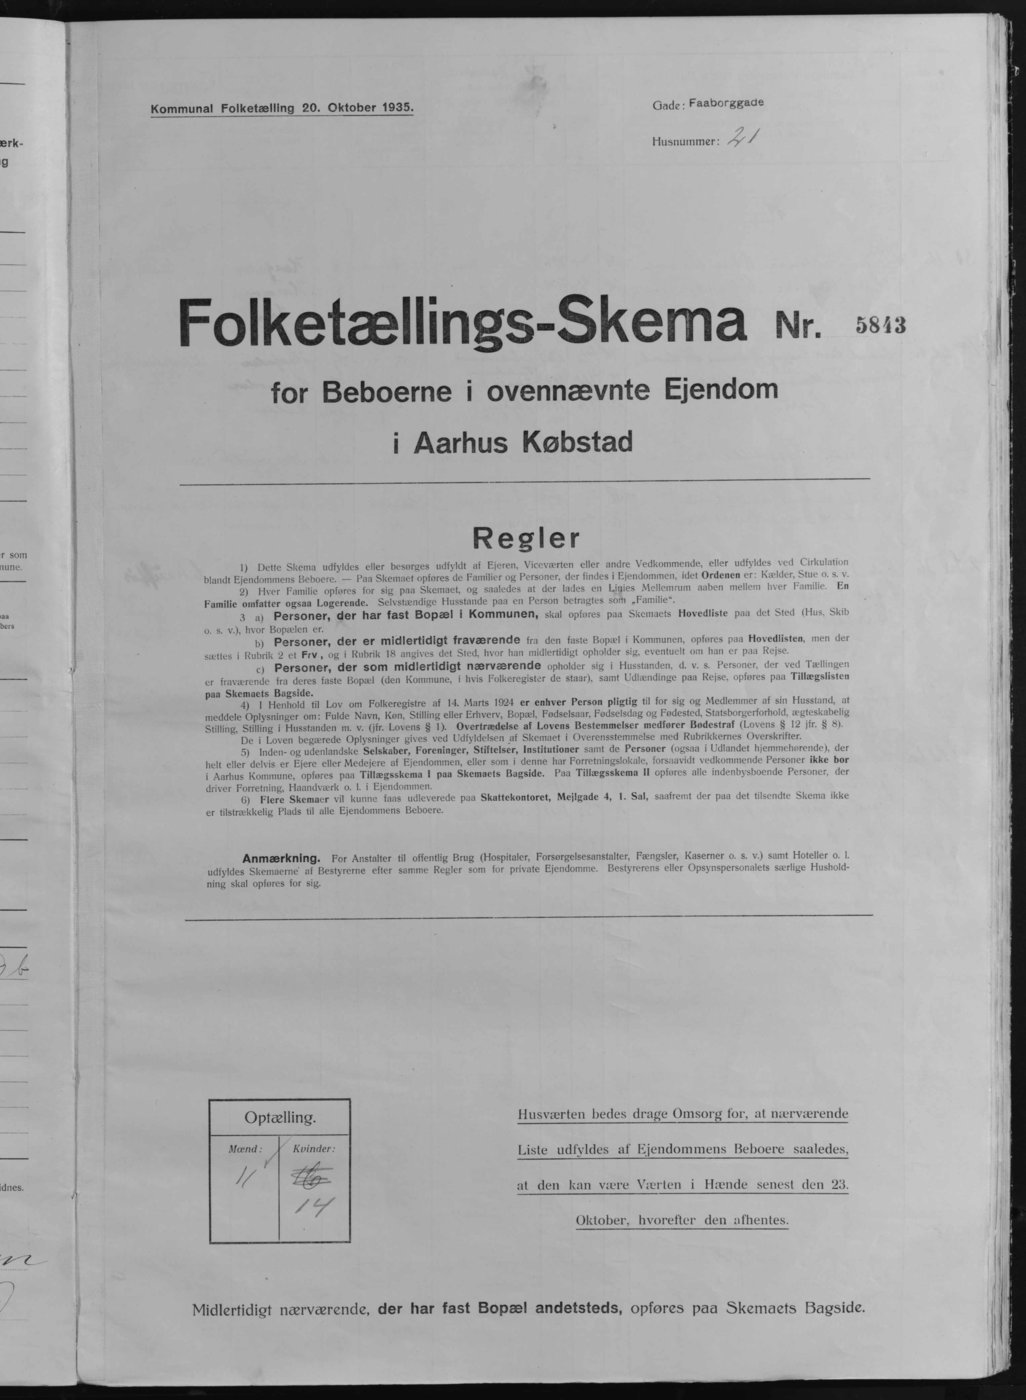 Kommunal Folketælling 20. Oktober 1935.
Gade: Faaborggade
Husnummer: 21
Folketællings-Skema Nr. 5843
for Beboerne i ovennævnte Ejendom
i Aarhus Købstad
Regler
1) Dette Skema udfyldes eller besørges udfyldt af Ejeren, Viceværten eller andre Vedkommende, eller udfyldes ved Cirkulation
blandt Ejendommens Beboere. — Paa Skemaet opføres de Familier og Personer, der findes i Ejendommen, idet Ordenen er: Kælder, Stue o. s. v.
2) Hver Familie opføres for sig paa Skemaet, og saaledes at der lades en Linies Mellemrum aaben mellem hver Familie. En
Familie omfatter ogsaa Logerende. Selvstændige Husstande paa en Person betragtes som „Familie“.
3 a) Personer, der har fast Bopæl i Kommunen, skal opføres paa Skemaets Hovedliste paa det Sted (Hus, Skib
o. s. v.), hvor Bopælen er.
b) Personer, der er midlertidigt fraværende fra den faste Bopæl i Kommunen, opføres paa Hovedlisten, men der
sættes i Rubrik 2 et Frv., og i Rubrik 18 angives det Sted, hvor han midlertidigt opholder sig, eventuelt om han er paa Rejse.
c) Personer, der som midlertidigt nærværende opholder sig i Husstanden, d. v. s. Personer, der ved Tællingen
er fraværende fra deres faste Bopæl (den Kommune, i hvis Folkeregister de staar), samt Udlændinge paa Rejse, opføres paa Tillægslisten
paa Skemaets Bagside.
4) I Henhold til Lov om Folkeregistre af 14. Marts 1924 er enhver Person pligtig til for sig og Medlemmer af sin Husstand, at
meddele Oplysninger om: Fulde Navn, Køn, Stilling eller Erhverv, Bopæl, Fødselsaar, Fødselsdag og Fødested, Statsborgerforhold, ægteskabelig
Stilling, Stilling i Husstanden m. v. (jfr. Lovens § 1). Overtrædelse af Lovens Bestemmelser medfører Bødestraf (Lovens § 12 jfr. § 8).
De i Loven begærede Oplysninger gives ved Udfyldelsen af Skemaet i Overensstemmelse med Rubrikkernes Overskrifter.
5) Inden- og udenlandske Selskaber, Foreninger, Stiftelser, Institutioner samt de Personer (ogsaa i Udlandet hjemmehørende), der
helt eller delvis er Ejere eller Medejere af Ejendommen, eller som i denne har Forretningslokale, forsaavidt vedkommende Personer ikke bor
i Aarhus Kommune, opføres paa Tillægsskema I paa Skemaets Bagside. Paa Tillægsskema II opføres alle indenbysboende Personer, der
driver Forretning, Haandværk o. l. i Ejendommen.
6) Flere Skemaer vil kunne faas udleverede paa Skattekontoret, Mejlgade 4, 1. Sal, saafremt der paa det tilsendte Skema ikke
er tilstrækkelig Plads til alle Ejendommens Beboere.
Anmærkning. For Anstalter til offentlig Brug (Hospitaler, Forsørgelsesanstalter, Fængsler, Kaserner o. s. v.) samt Hoteller o. l.
udfyldes Skemaerne af Bestyrerne efter samme Regler som for private Ejendomme. Bestyrerens eller Opsynspersonalets særlige Hushold-
ning skal opføres for sig.
Optælling.
Mænd: Kvinder:
11 16
14
Husværten bedes drage Omsorg for, at nærværende
Liste udfyldes af Ejendommens Beboere saaledes,
at den kan være Værten i Hænde senest den 23.
Oktober, hvorefter den afhentes.
Midlertidigt nærværende, der har fast Bopæl andetsteds, opføres paa Skemaets Bagside.